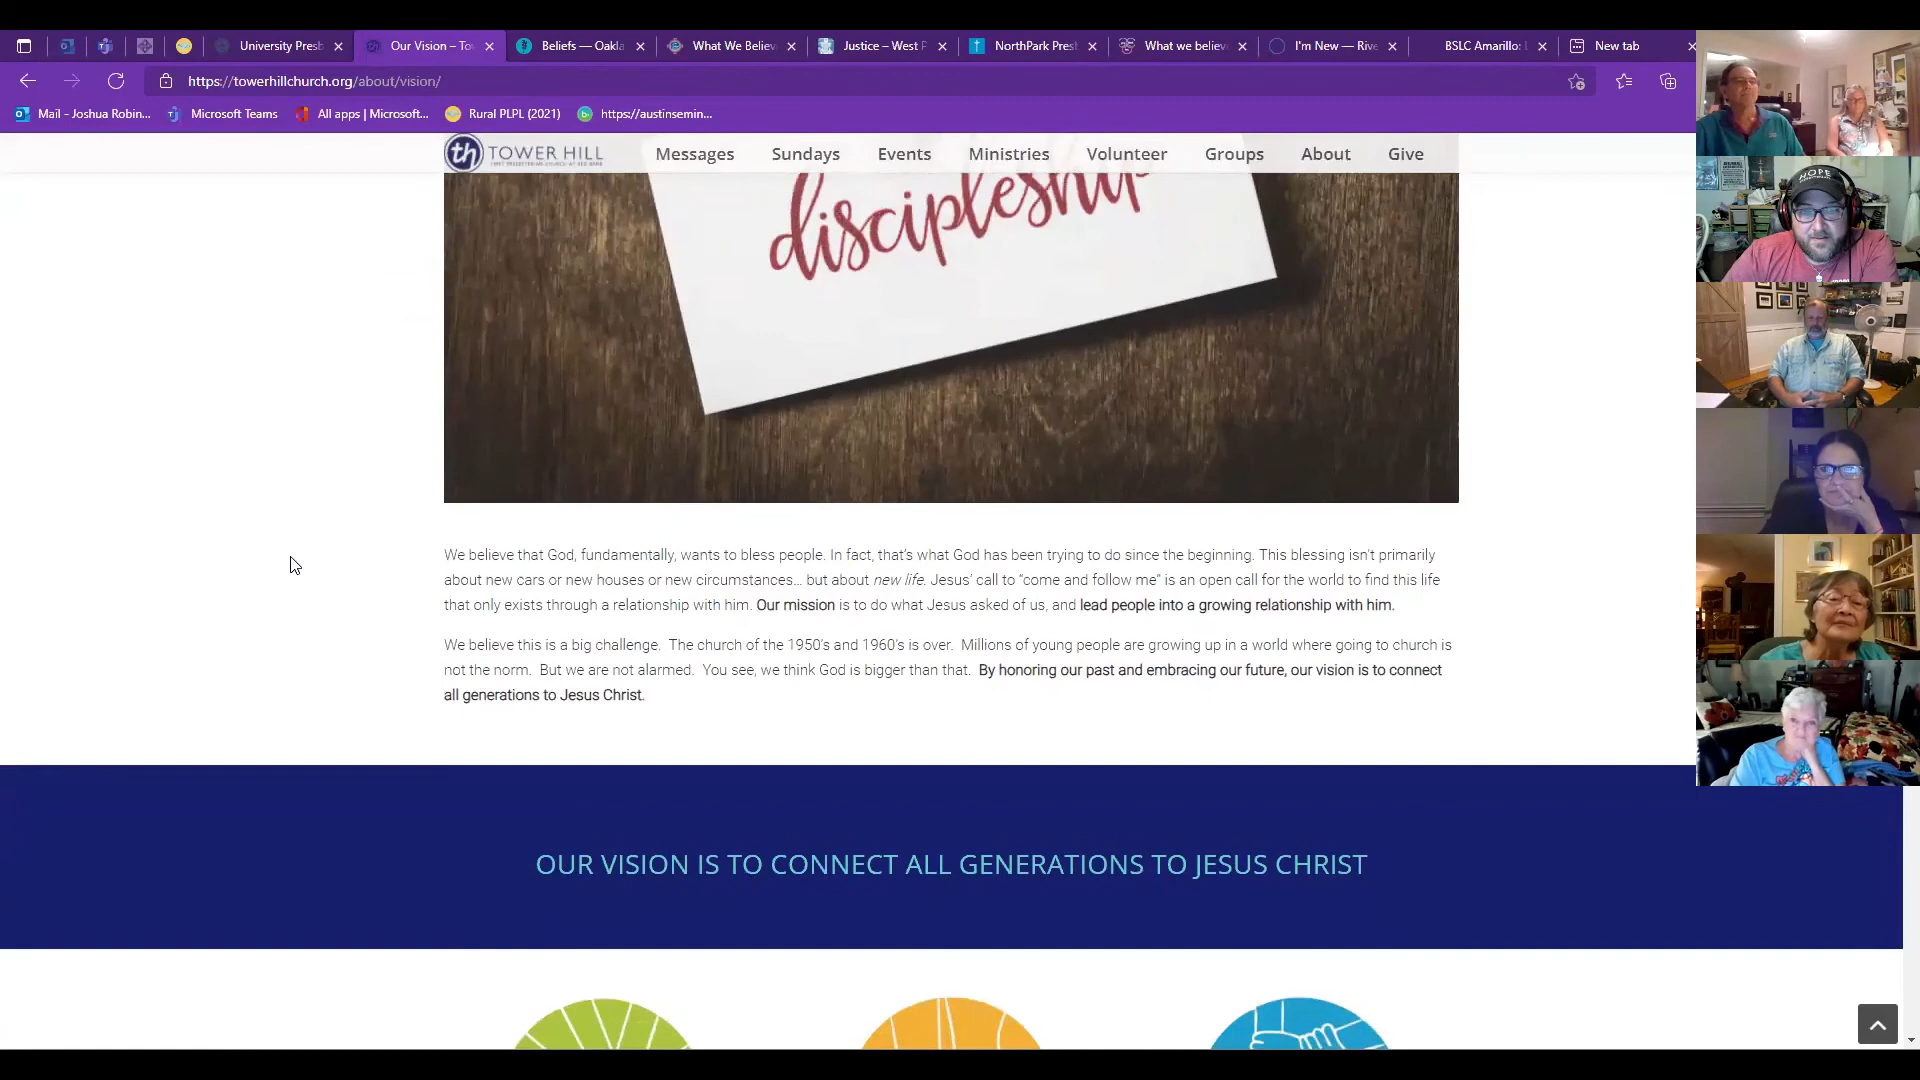 University Presb
Our Vision – To
Beliefs — Oakla
What We Believ
Justice – West P
NorthPark Pres
What we believ
I'm New — Rive
BSLC Amarillo: L
New tab
https://towerhillchurch.org/about/vision/
Mail - Joshua Robin...
Microsoft Teams
All apps | Microsoft...
Rural PLPL (2021)
https://austinsemin...
th TOWER HILL
Messages
Sundays
Events
Ministries
Volunteer
Groups
About
Give
HOPE
discipleship
We believe that God, fundamentally, wants to bless people. In fact, that's what God has been trying to do since the beginning. This blessing isn't primarily
about new cars or new houses or new circumstances... but about new life. Jesus' call to "come and follow me" is an open call for the world to find this life
that only exists through a relationship with him. Our mission is to do what Jesus asked of us, and lead people into a growing relationship with him.
We believe this is a big challenge. The church of the 1950's and 1960's is over. Millions of young people are growing up in a world where going to church is
not the norm. But we are not alarmed. You see, we think God is bigger than that. By honoring our past and embracing our future, our vision is to connect
all generations to Jesus Christ.
OUR VISION IS TO CONNECT ALL GENERATIONS TO JESUS CHRIST